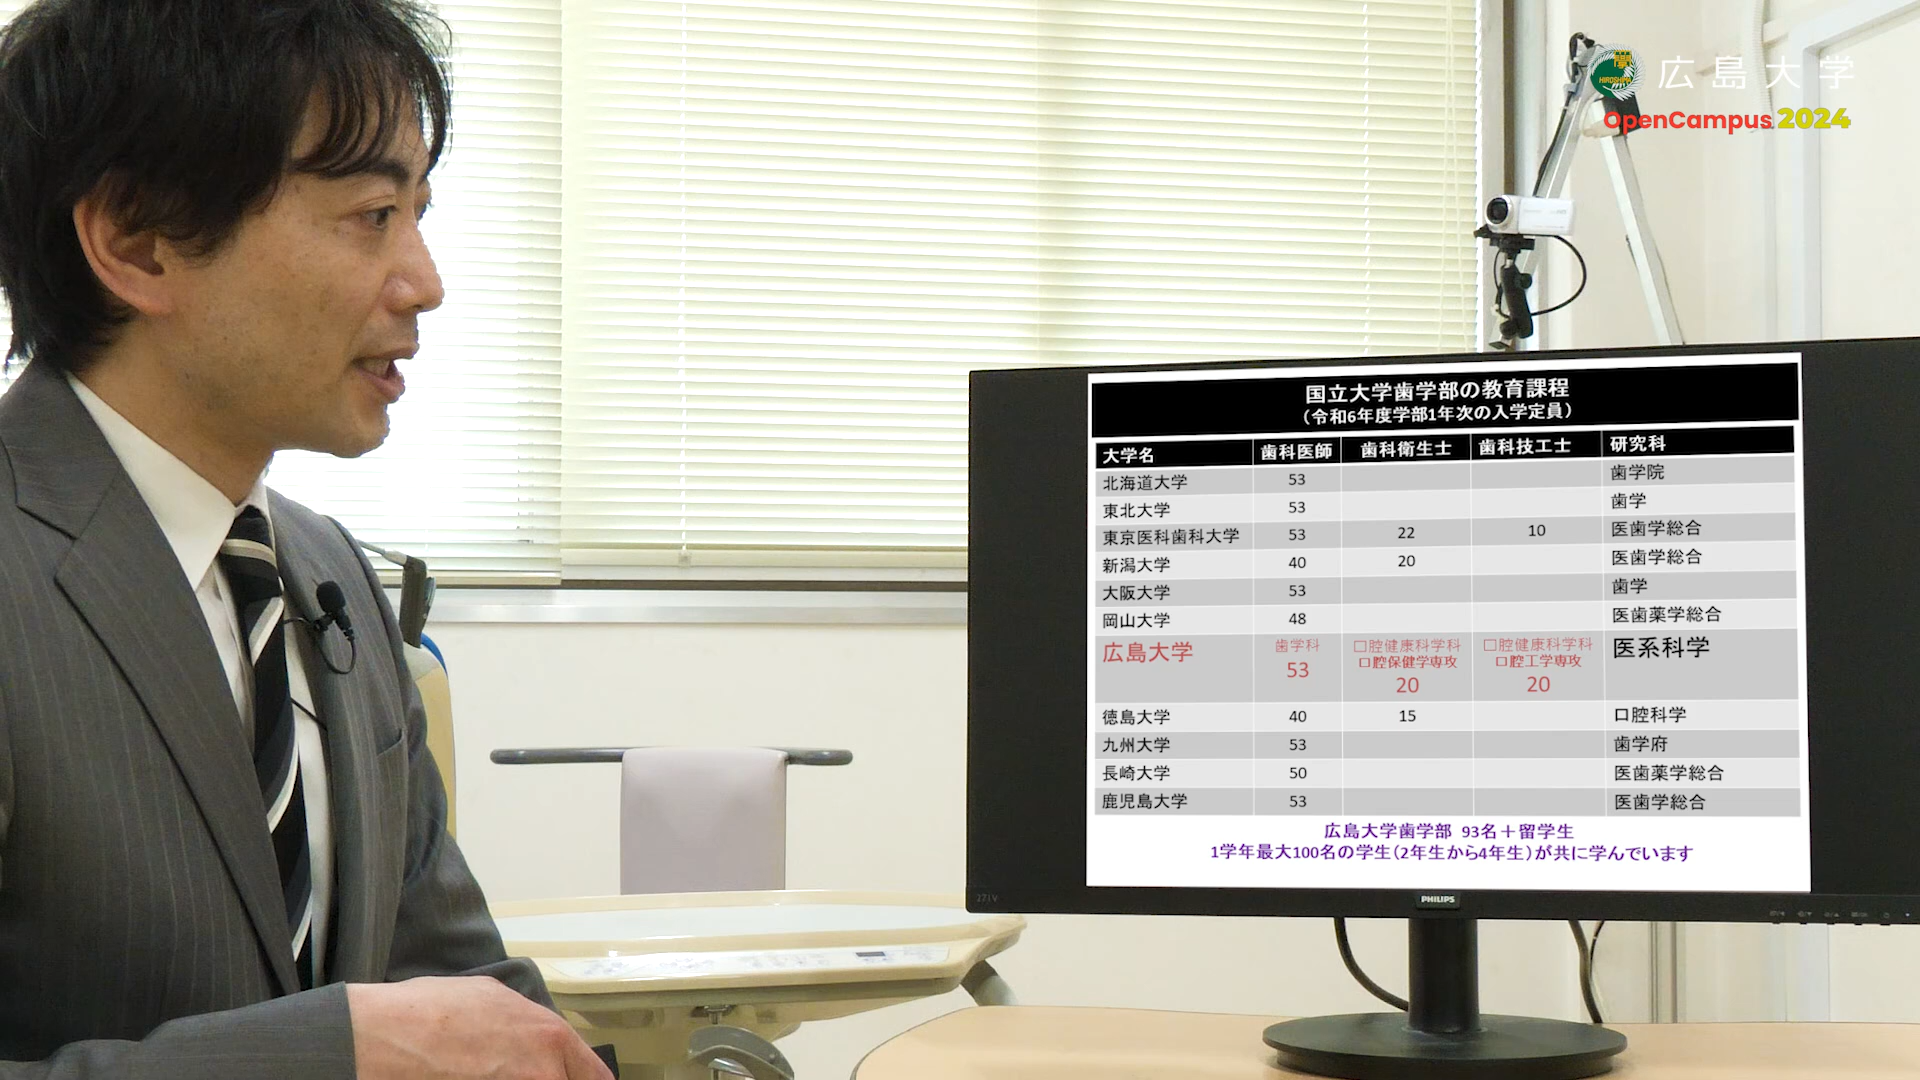 広島大学
HIROSHIMA
OpenCampus 2024
国立大学歯学部の教育課程
（令和6年度学部1年次の入学定員）
大学名 歯科医師 歯科衛生士 歯科技工士 研究科
北海道大学 53 歯学院
東北大学 53 歯学
東京医科歯科大学 53 22 10 医歯学総合
新潟大学 40 20 医歯学総合
大阪大学 53 歯学
岡山大学 48 医歯薬学総合
広島大学 歯学科 53 口腔健康科学科 口腔保健学専攻 20 口腔健康科学科 口腔工学専攻 20 医系科学
徳島大学 40 15 口腔科学
九州大学 53 歯学府
長崎大学 50 医歯薬学総合
鹿児島大学 53 医歯学総合
広島大学歯学部 93名＋留学生
1学年最大100名の学生（2年生から4年生）が共に学んでいます
271V
PHILIPS